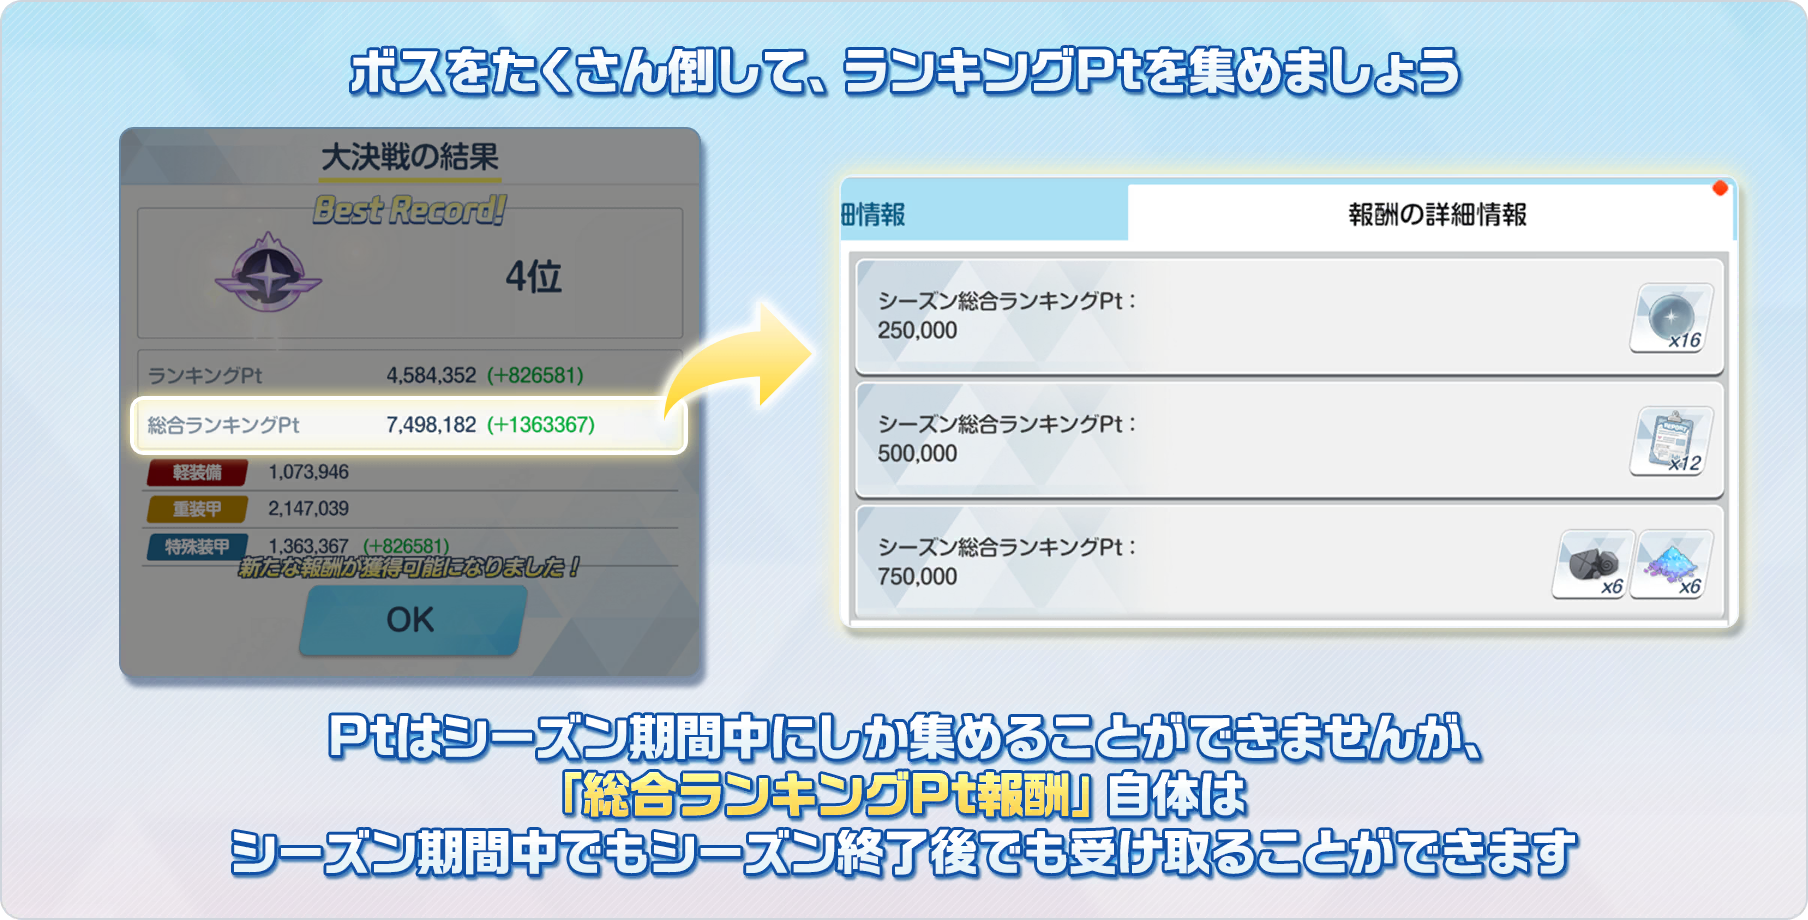 ボスをたくさん倒して、ランキングPtを集めましょう
大決戦の結果
Best Record!
4位
ランキングPt 4,584,352 (+826581)
総合ランキングPt 7,498,182 (+1363367)
軽装備 1,073,946
重装甲 2,147,039
特殊装甲 1,363,367 (+826581)
新たな報酬が獲得可能になりました！
OK
細情報
報酬の詳細情報
シーズン総合ランキングPt：
250,000
x16
シーズン総合ランキングPt：
500,000
REPORT
x12
シーズン総合ランキングPt：
750,000
x6
x6
Ptはシーズン期間中にしか集めることができませんが、
「総合ランキングPt報酬」自体は
シーズン期間中でもシーズン終了後でも受け取ることができます